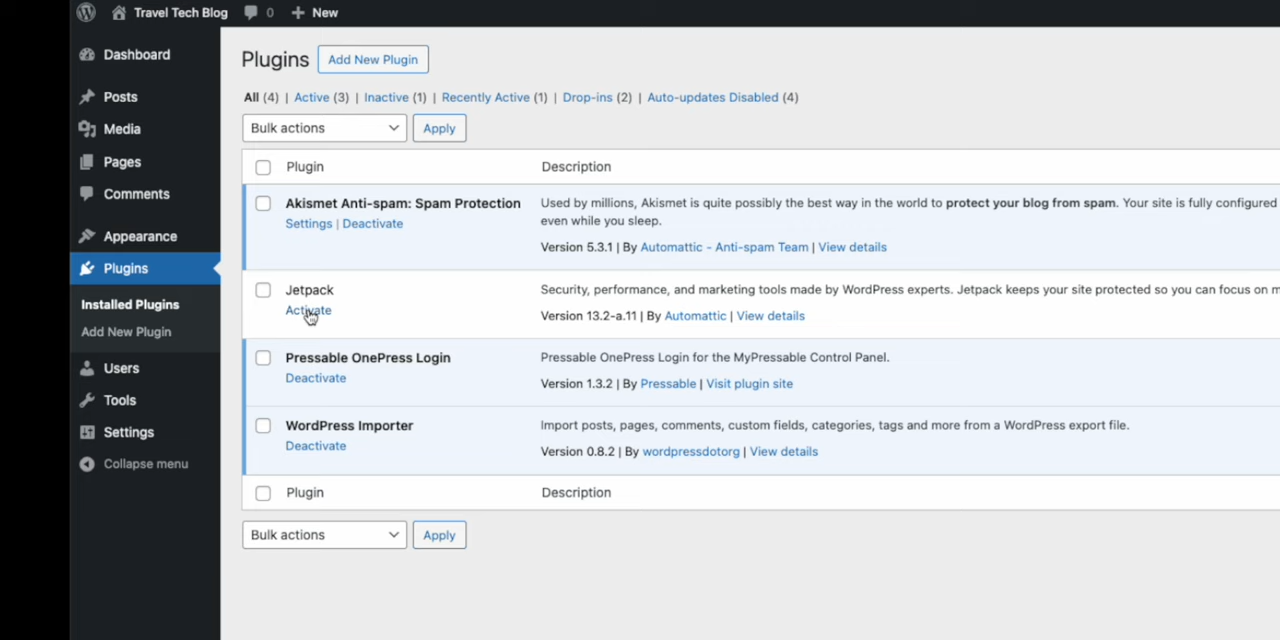 Travel Tech Blog 0 New
Dashboard
Posts
Media
Pages
Comments
Appearance
Plugins
Installed Plugins
Add New Plugin
Users
Tools
Settings
Collapse menu
Plugins Add New Plugin
All (4) | Active (3) | Inactive (1) | Recently Active (1) | Drop-ins (2) | Auto-updates Disabled (4)
Bulk actions Apply
Plugin Description
Akismet Anti-spam: Spam Protection
Settings | Deactivate
Used by millions, Akismet is quite possibly the best way in the world to protect your blog from spam. Your site is fully configured
even while you sleep.
Version 5.3.1 | By Automattic - Anti-spam Team | View details
Jetpack
Activate
Security, performance, and marketing tools made by WordPress experts. Jetpack keeps your site protected so you can focus on
Version 13.2-a.11 | By Automattic | View details
Pressable OnePress Login
Deactivate
Pressable OnePress Login for the MyPressable Control Panel.
Version 1.3.2 | By Pressable | Visit plugin site
WordPress Importer
Deactivate
Import posts, pages, comments, custom fields, categories, tags and more from a WordPress export file.
Version 0.8.2 | By wordpressdotorg | View details
Plugin Description
Bulk actions Apply